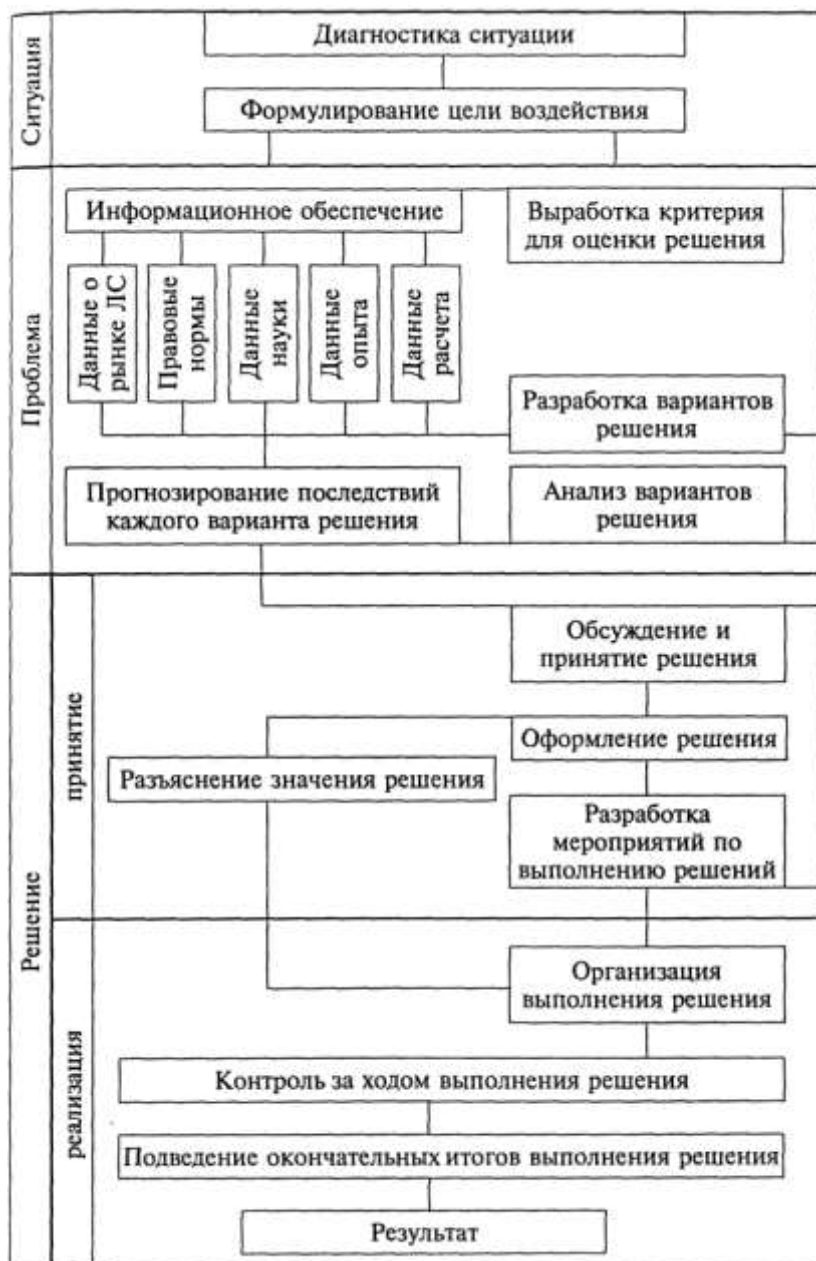 Ситуация
Диагностика ситуации
Формулирование цели воздействия
Проблема
Информационное обеспечение
Выработка критерия
для оценки решения
Данные о
рынке ЛС
Правовые
нормы
Данные
науки
Данные
опыта
Данные
расчета
Разработка вариантов
решения
Прогнозирование последствий
каждого варианта решения
Анализ вариантов
решения
Решение
принятие
Обсуждение и
принятие решения
Оформление решения
Разъяснение значения решения
Разработка
мероприятий по
выполнению решений
реализация
Организация
выполнения решения
Контроль за ходом выполнения решения
Подведение окончательных итогов выполнения решения
Результат